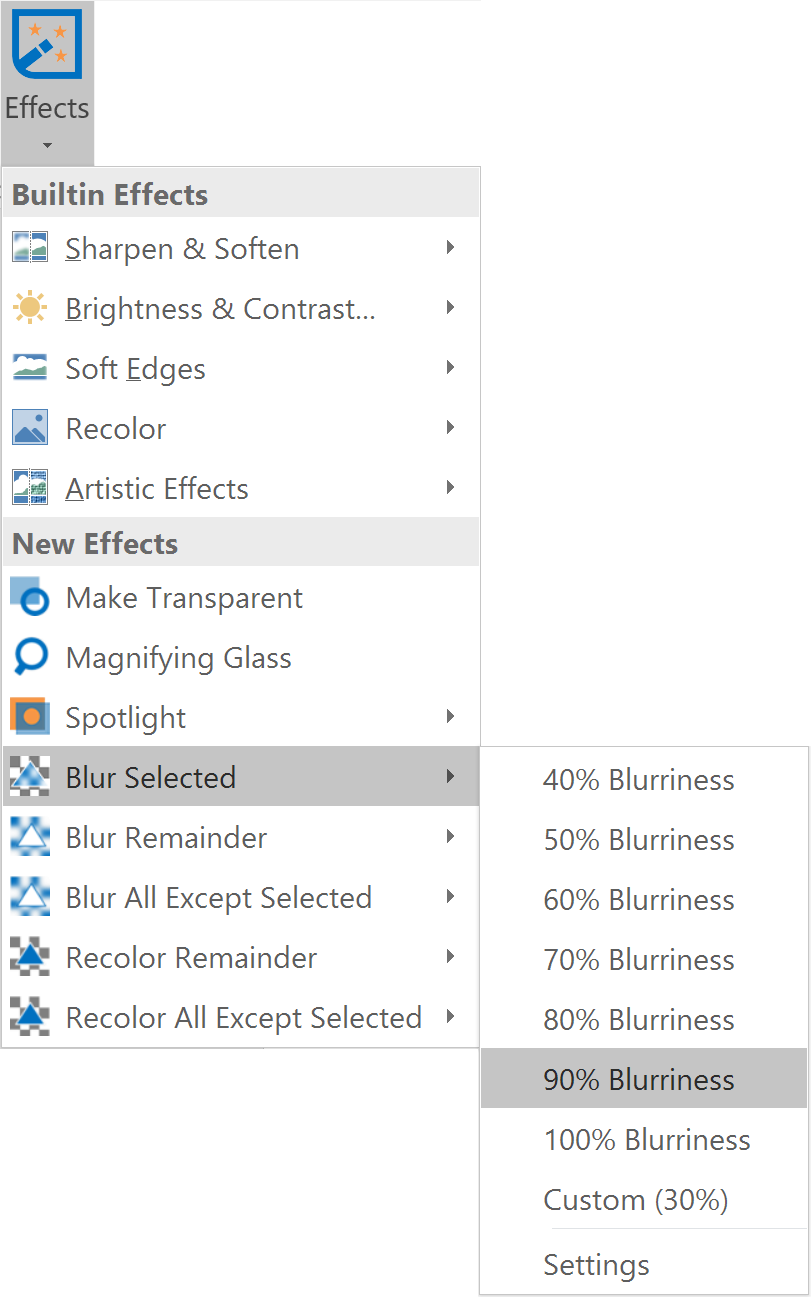 Effects
Builtin Effects
Sharpen & Soften
Brightness & Contrast...
Soft Edges
Recolor
Artistic Effects
New Effects
Make Transparent
Magnifying Glass
Spotlight
Blur Selected
Blur Remainder
Blur All Except Selected
Recolor Remainder
Recolor All Except Selected
40% Blurriness
50% Blurriness
60% Blurriness
70% Blurriness
80% Blurriness
90% Blurriness
100% Blurriness
Custom (30%)
Settings